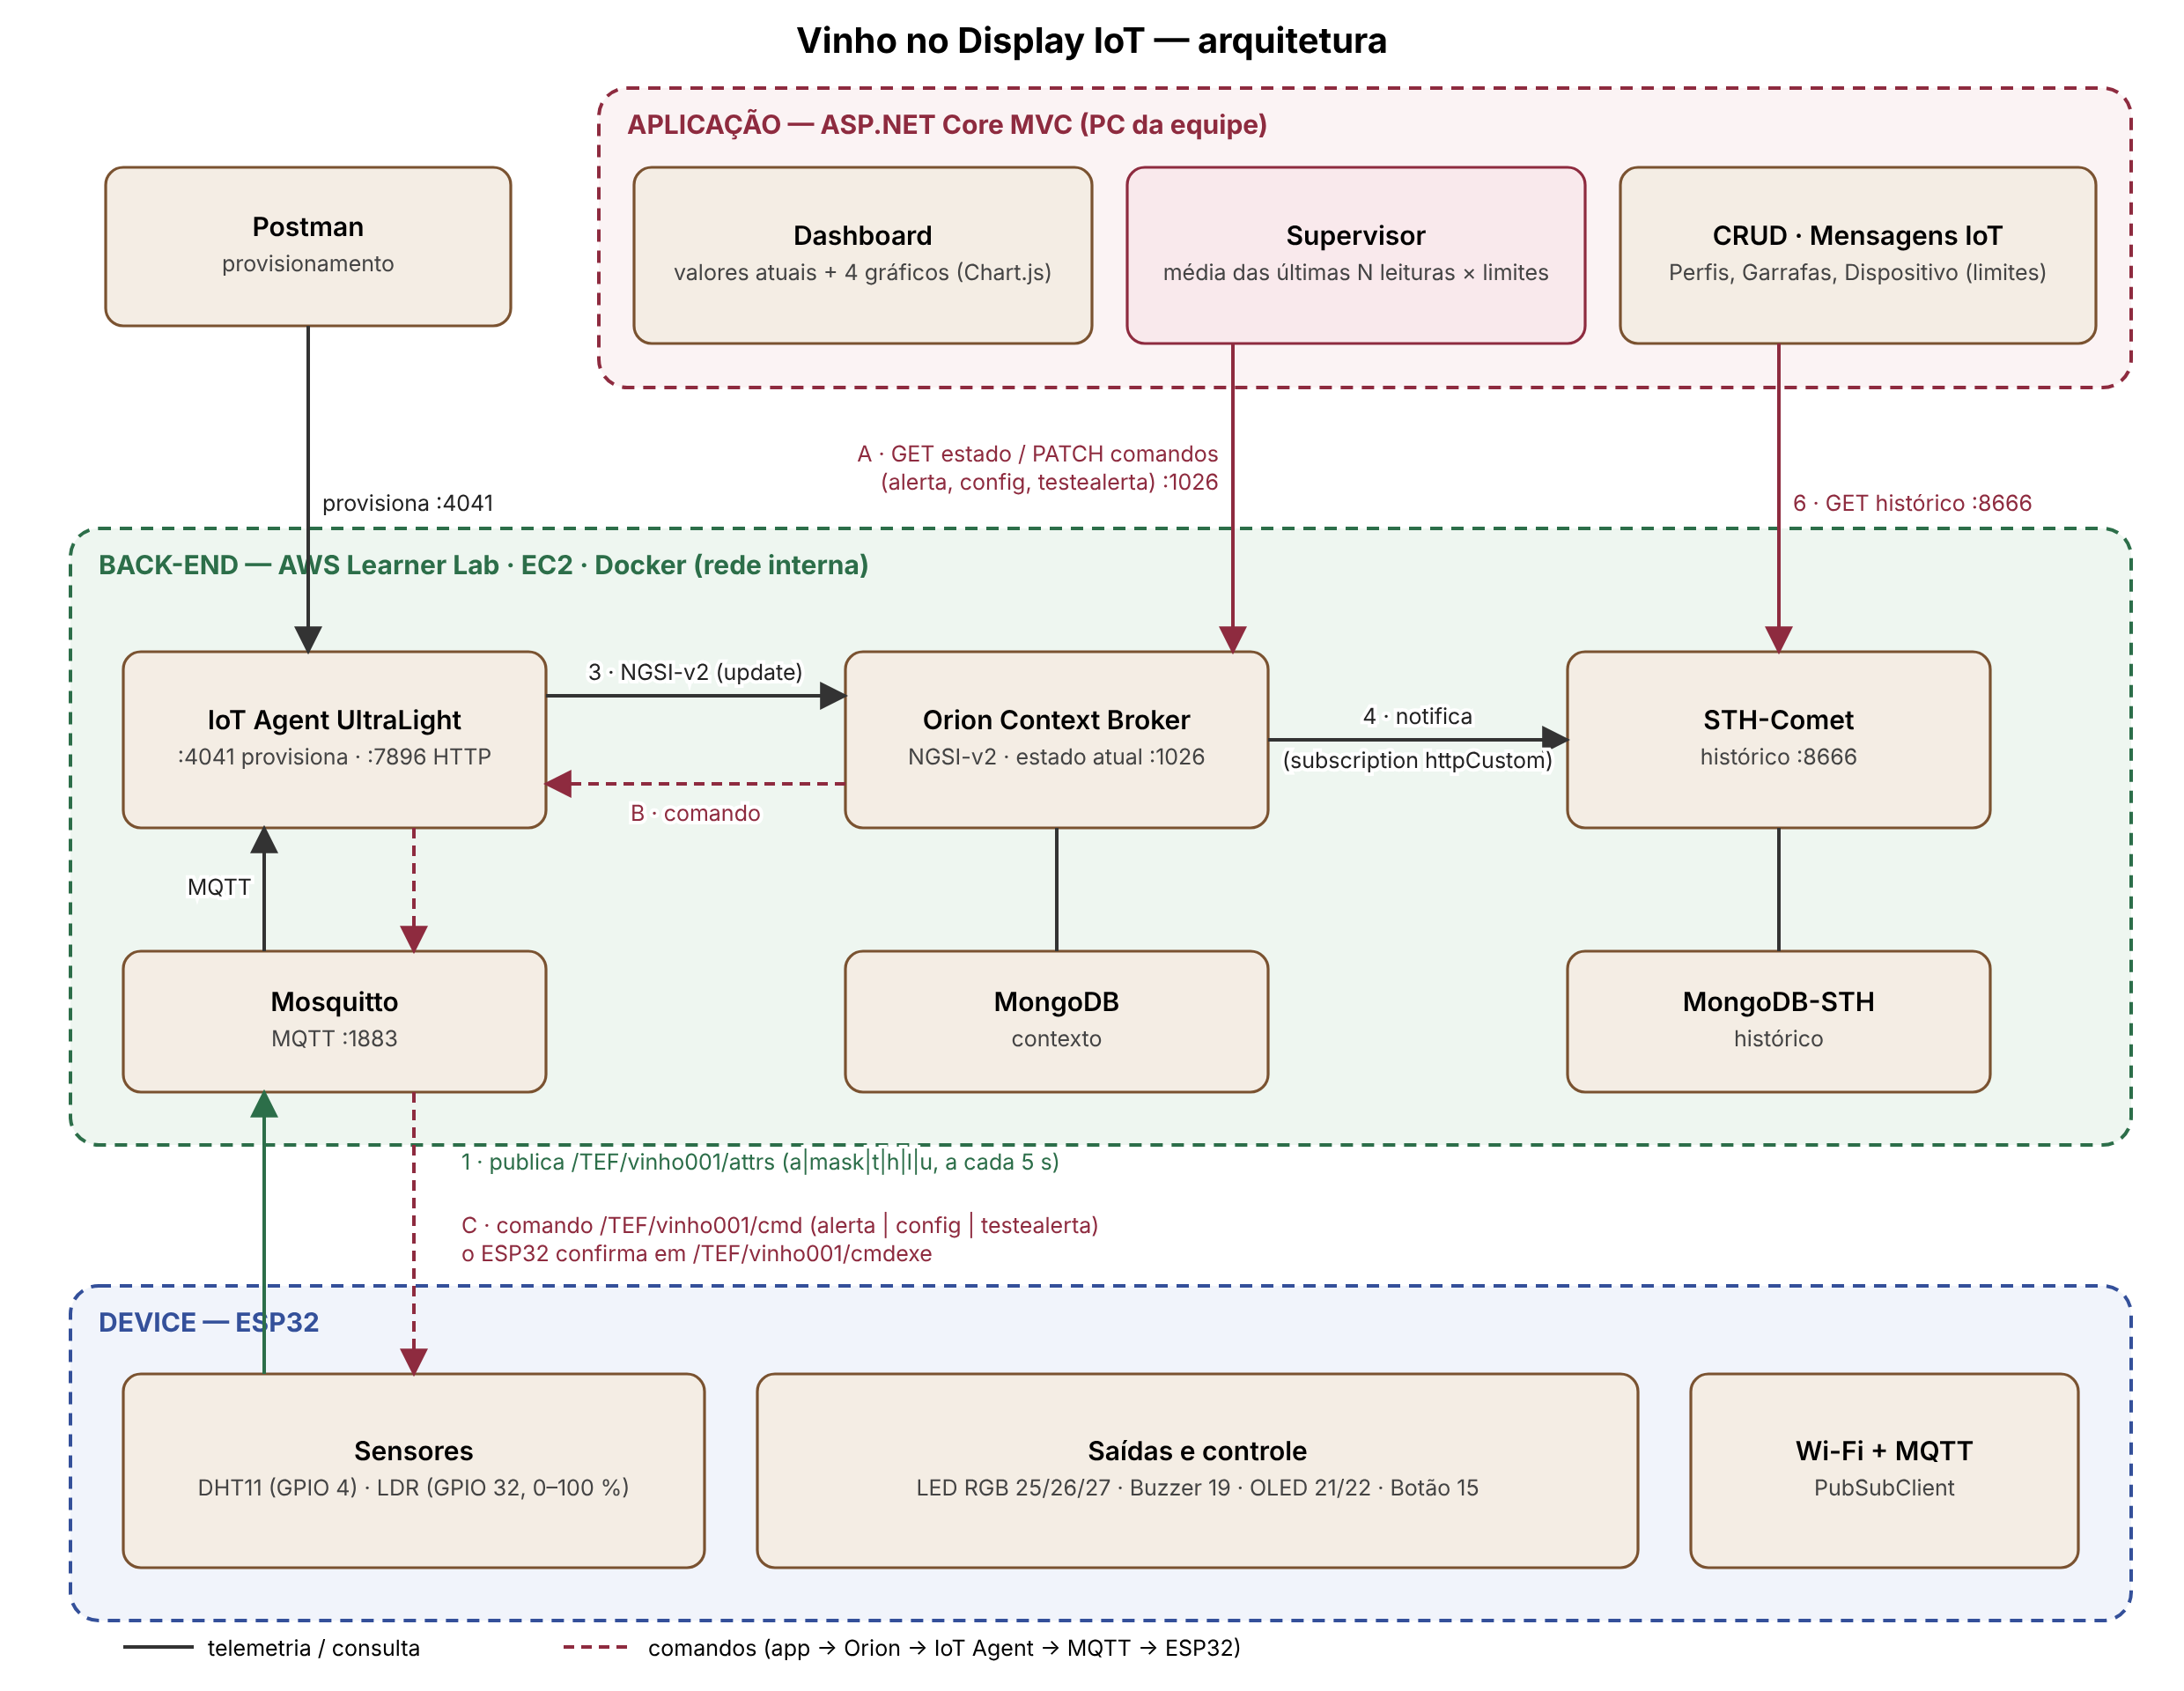 Vinho no Display IoT — arquitetura
APLICAÇÃO — ASP.NET Core MVC (PC da equipe)
Postman
provisionamento
Dashboard
valores atuais + 4 gráficos (Chart.js)
Supervisor
média das últimas N leituras × limites
CRUD · Mensagens IoT
Perfis, Garrafas, Dispositivo (limites)
A · GET estado / PATCH comandos
(alerta, config, testealerta) :1026
provisiona :4041
6 · GET histórico :8666
BACK-END — AWS Learner Lab · EC2 · Docker (rede interna)
IoT Agent UltraLight
:4041 provisiona · :7896 HTTP
3 · NGSI-v2 (update)
B · comando
Orion Context Broker
NGSI-v2 · estado atual :1026
4 · notifica
(subscription httpCustom)
STH-Comet
histórico :8666
MQTT
Mosquitto
MQTT :1883
MongoDB
contexto
MongoDB-STH
histórico
1 · publica /TEF/vinho001/attrs (a|mask|t|h|l|u, a cada 5 s)
C · comando /TEF/vinho001/cmd (alerta | config | testealerta)
o ESP32 confirma em /TEF/vinho001/cmdexe
DEVICE — ESP32
Sensores
DHT11 (GPIO 4) · LDR (GPIO 32, 0–100 %)
Saídas e controle
LED RGB 25/26/27 · Buzzer 19 · OLED 21/22 · Botão 15
Wi-Fi + MQTT
PubSubClient
telemetria / consulta
comandos (app → Orion → IoT Agent → MQTT → ESP32)